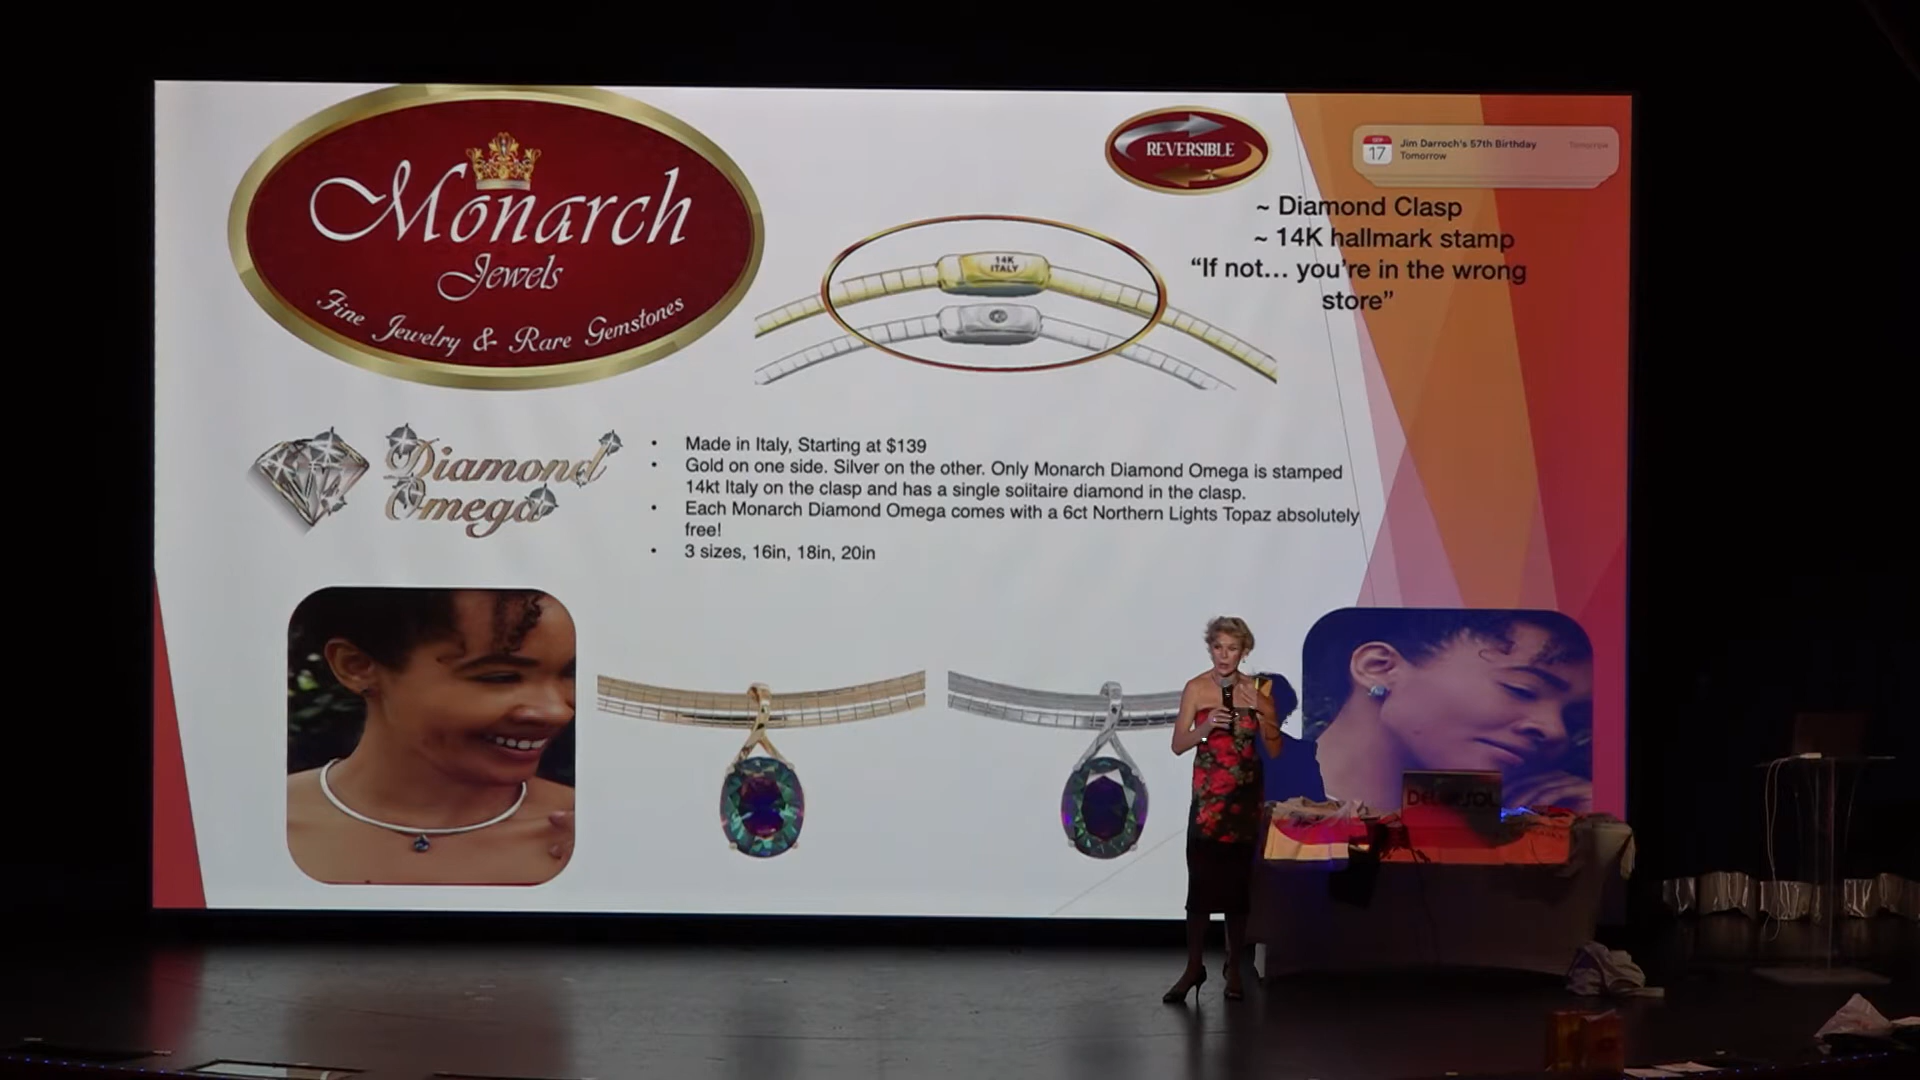 Monarch
Jewels
Fine Jewelry & Rare Gemstones
REVERSIBLE
SEP
17
Jim Darroch's 57th Birthday
Tomorrow
Tomorrow
~ Diamond Clasp
~ 14K hallmark stamp
“If not... you're in the wrong
store”
14K
ITALY
Diamond
Omega
• Made in Italy, Starting at $139
• Gold on one side. Silver on the other. Only Monarch Diamond Omega is stamped
14kt Italy on the clasp and has a single solitaire diamond in the clasp.
• Each Monarch Diamond Omega comes with a 6ct Northern Lights Topaz absolutely
free!
• 3 sizes, 16in, 18in, 20in
DEL SOL